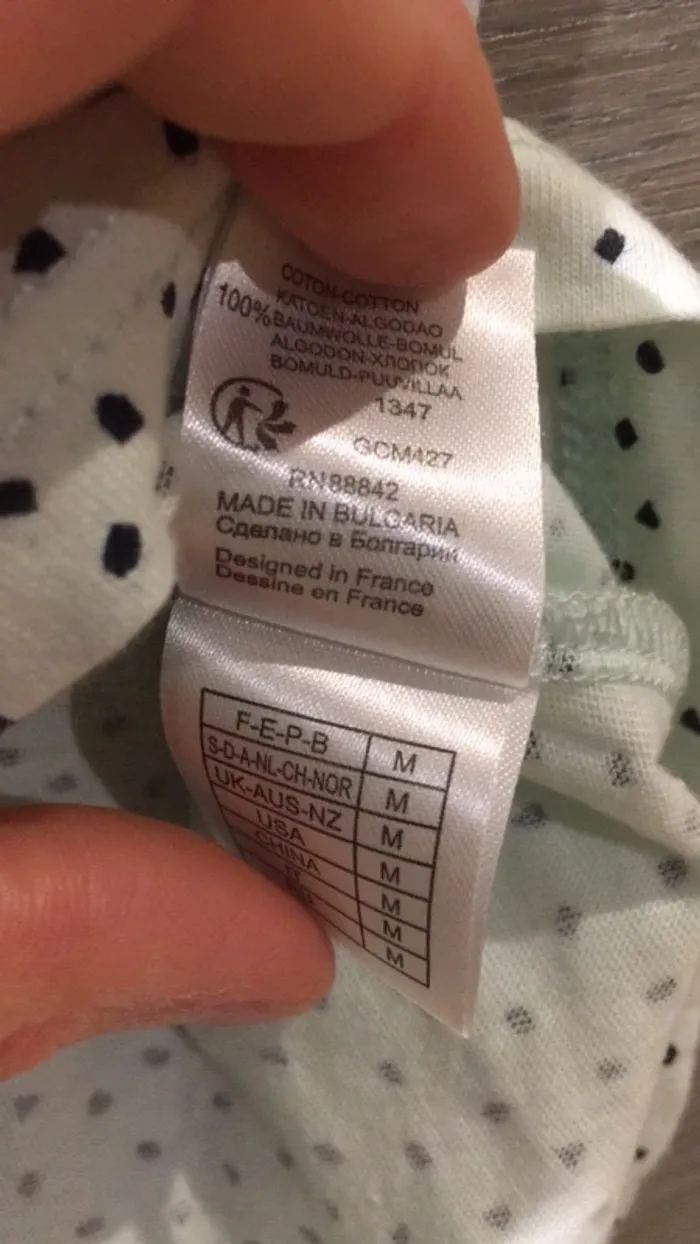 COTON-COTTON
100% KATOEN-ALGODAO
BAUMWOLLE-BOMUL
ALGODON-ХЛОПОК
BOMULD-PUUVILLAA
1347
GCM427
RN88842
MADE IN BULGARIA
Сделано в Болгарии
Designed in France
Dessine en France
F-E-P-B M
S-D-A-NL-CH-NOR M
UK-AUS-NZ M
USA M
CHINA M
M
M